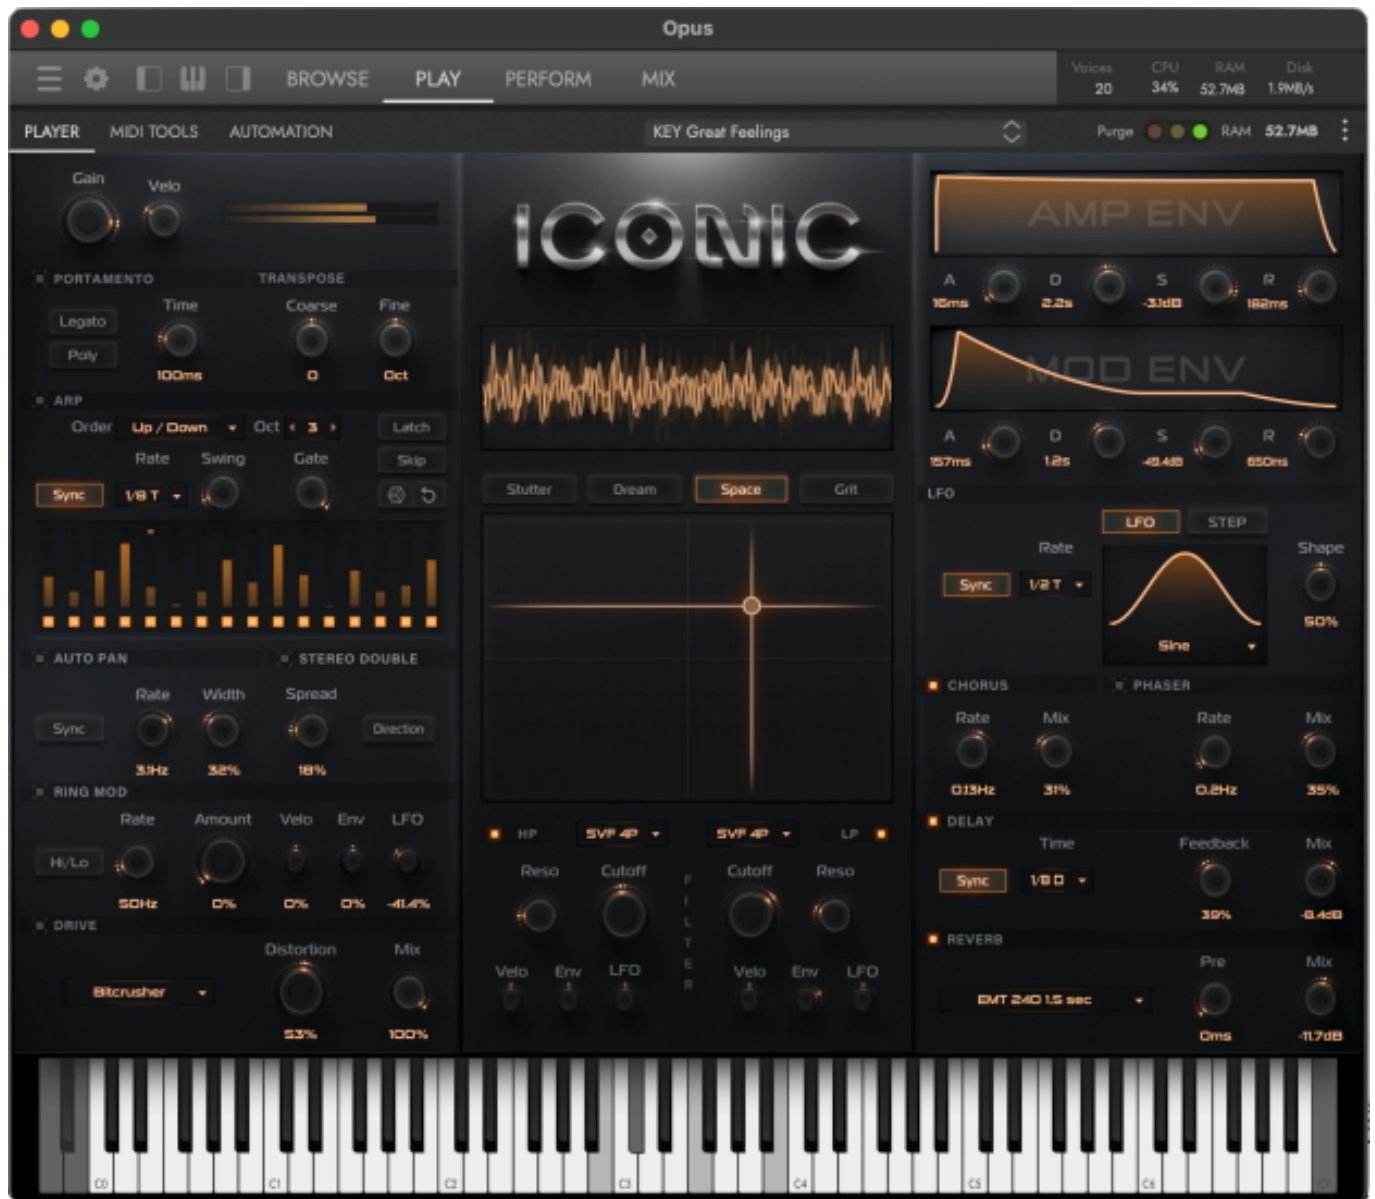 Opus
BROWSE PLAY PERFORM MIX
Voices CPU RAM Disk
20 34% 52.7MB 1.9MB/s
PLAYER MIDI TOOLS AUTOMATION KEY Great Feelings Purge RAM 52.7MB
Gain Velo
PORTAMENTO TRANSPOSE
Time Coarse Fine
Legato
Poly
100ms 0 0ct
ARP
Order Up / Down Oct 3 Latch
Rate Swing Gate Skip
Sync 1/8 T
AUTO PAN STEREO DOUBLE
Rate Width Spread
Sync Direction
3.1Hz 32% 18%
RING MOD
Rate Amount Velo Env LFO
Hi/Lo
50Hz 0% 0% 0% -41.4%
DRIVE
Distortion Mix
Bitcrusher
53% 100%
ICONIC
Stutter Dream Space Grit
HP SVF 4P SVF 4P LP
Reso Cutoff Cutoff Reso
FILTER
Velo Env LFO Velo Env LFO
AMP ENV
A D S R
16ms 2.2s -3.1dB 182ms
MOD ENV
A D S R
157ms 1.2s -49.4dB 650ms
LFO
LFO STEP
Rate Shape
Sync 1/2 T
50%
Sine
CHORUS PHASER
Rate Mix Rate Mix
0.13Hz 31% 0.2Hz 35%
DELAY
Time Feedback Mix
Sync 1/8 D
39% -8.4dB
REVERB
Pre Mix
EMT 240 1.5 sec
0ms -11.7dB
C0 C1 C2 C3 C4 C5 C6 C7